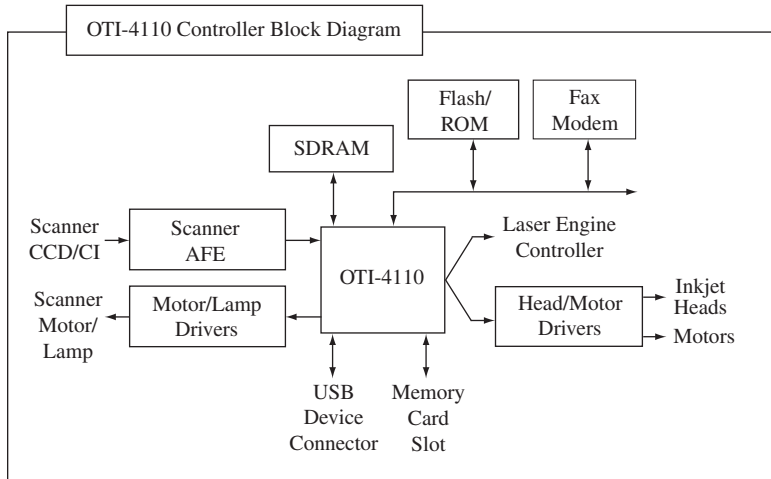 OTI-4110 Controller Block Diagram
Flash/
ROM
Fax
Modem
SDRAM
Scanner
CCD/CI
Scanner
AFE
OTI-4110
Laser Engine
Controller
Scanner
Motor/
Lamp
Motor/Lamp
Drivers
Head/Motor
Drivers
Inkjet
Heads
Motors
USB
Device
Connector
Memory
Card
Slot